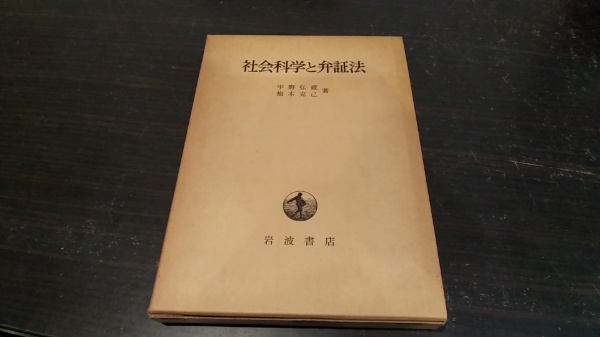 社会科学と弁証法
宇野弘蔵
梅本克己 著
岩波書店